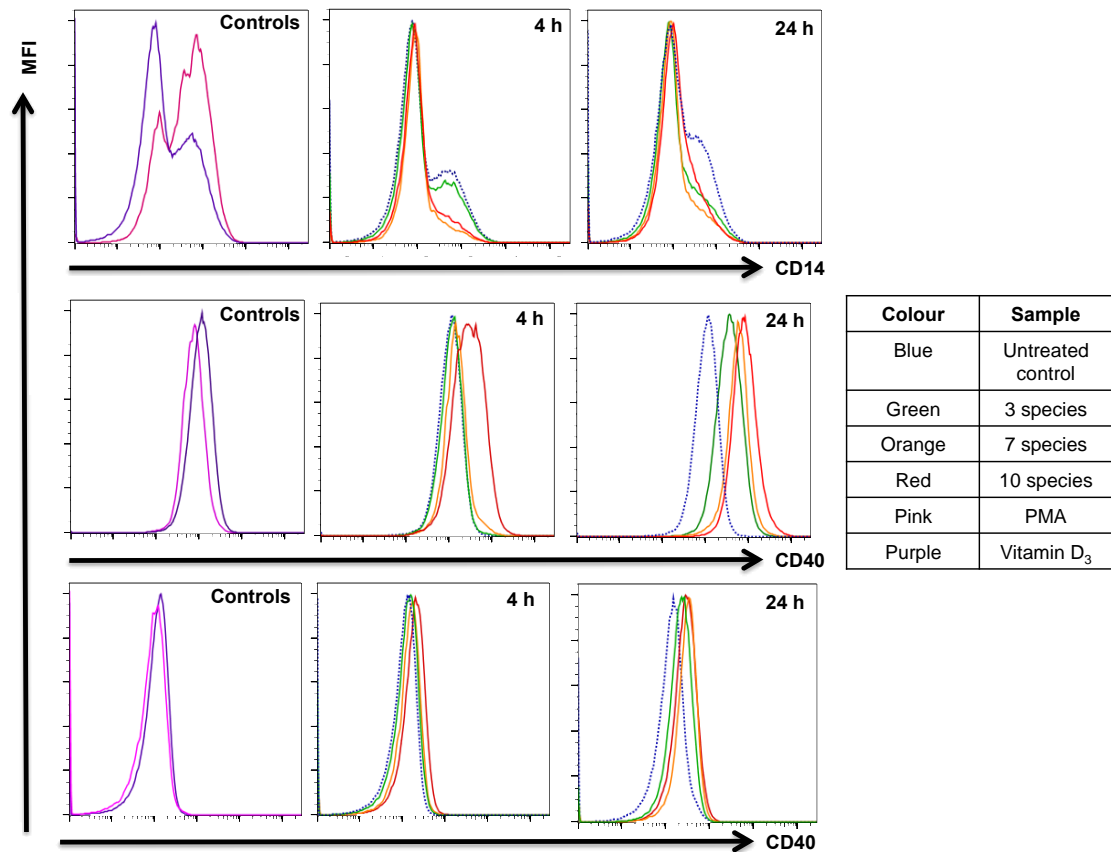 MFI
Controls
4 h
24 h
CD14
Controls
4 h
24 h
CD40
Controls
4 h
24 h
CD40
Colour Sample
Blue Untreated
control
Green 3 species
Orange 7 species
Red 10 species
Pink PMA
Purple Vitamin D₃